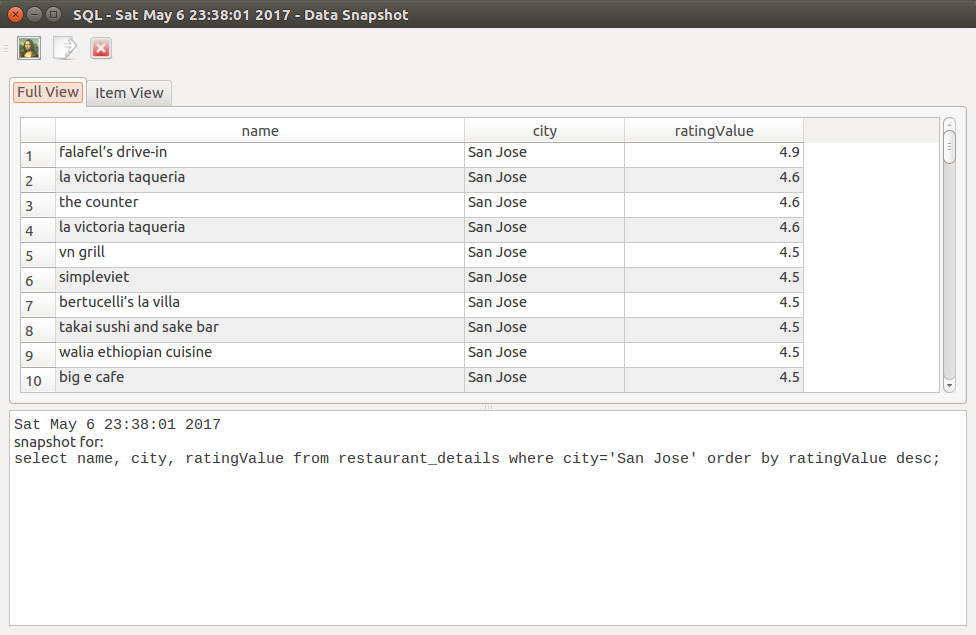 SQL - Sat May 6 23:38:01 2017 - Data Snapshot
Full View Item View
name city ratingValue
1 falafel’s drive-in San Jose 4.9
2 la victoria taqueria San Jose 4.6
3 the counter San Jose 4.6
4 la victoria taqueria San Jose 4.6
5 vn grill San Jose 4.5
6 simpleviet San Jose 4.5
7 bertucelli’s la villa San Jose 4.5
8 takai sushi and sake bar San Jose 4.5
9 walia ethiopian cuisine San Jose 4.5
10 big e cafe San Jose 4.5
Sat May 6 23:38:01 2017
snapshot for:
select name, city, ratingValue from restaurant_details where city='San Jose' order by ratingValue desc;